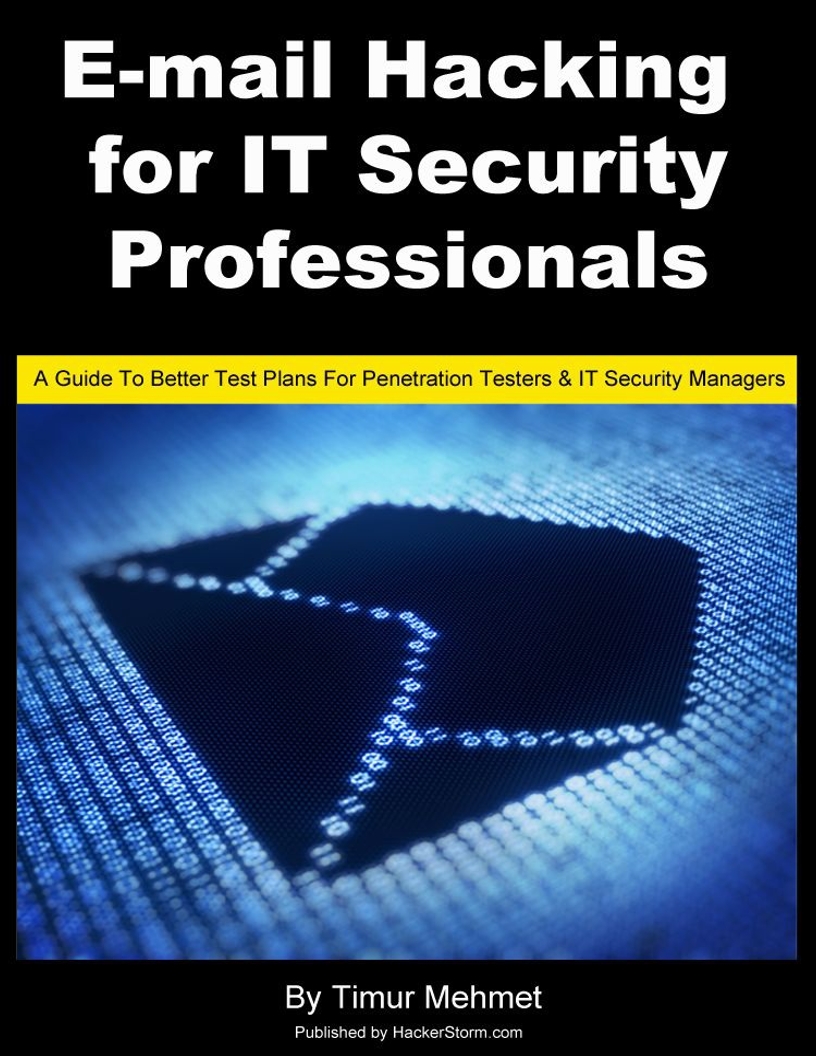 E-mail Hacking
for IT Security
Professionals
A Guide To Better Test Plans For Penetration Testers & IT Security Managers
By Timur Mehmet
Published by HackerStorm.com